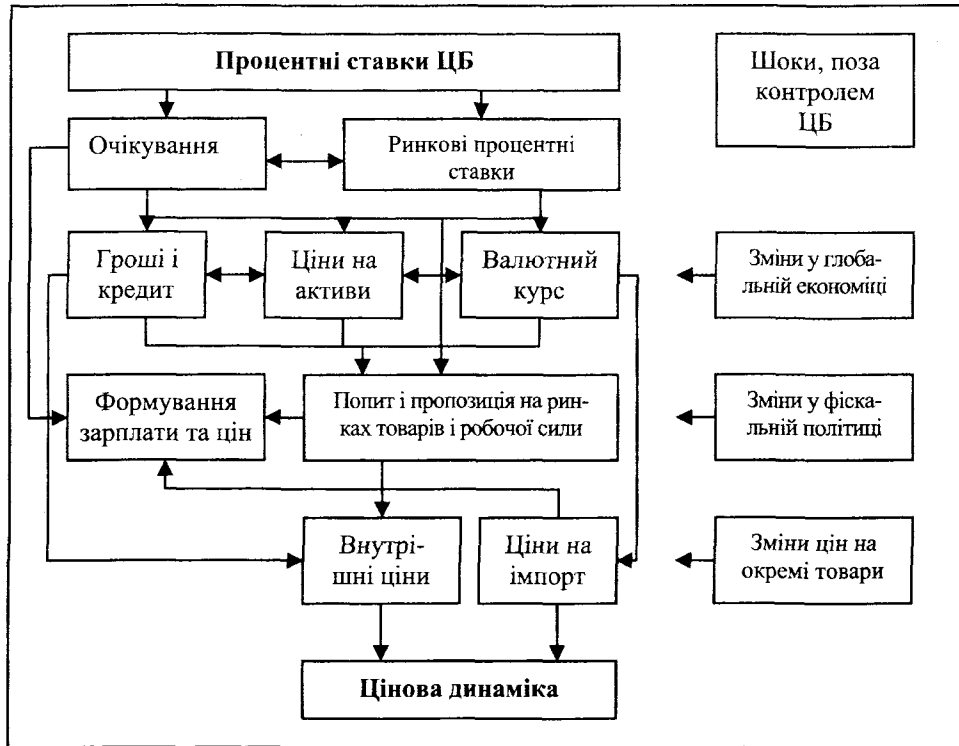 Процентні ставки ЦБ
Шоки, поза
контролем
ЦБ
Очікування
Ринкові процентні
ставки
Гроші і
кредит
Ціни на
активи
Валютний
курс
Зміни у глоба-
льній економіці
Формування
зарплати та цін
Попит і пропозиція на рин-
ках товарів і робочої сили
Зміни у фіска-
льній політиці
Внутрі-
шні ціни
Ціни на
імпорт
Зміни цін на
окремі товари
Цінова динаміка